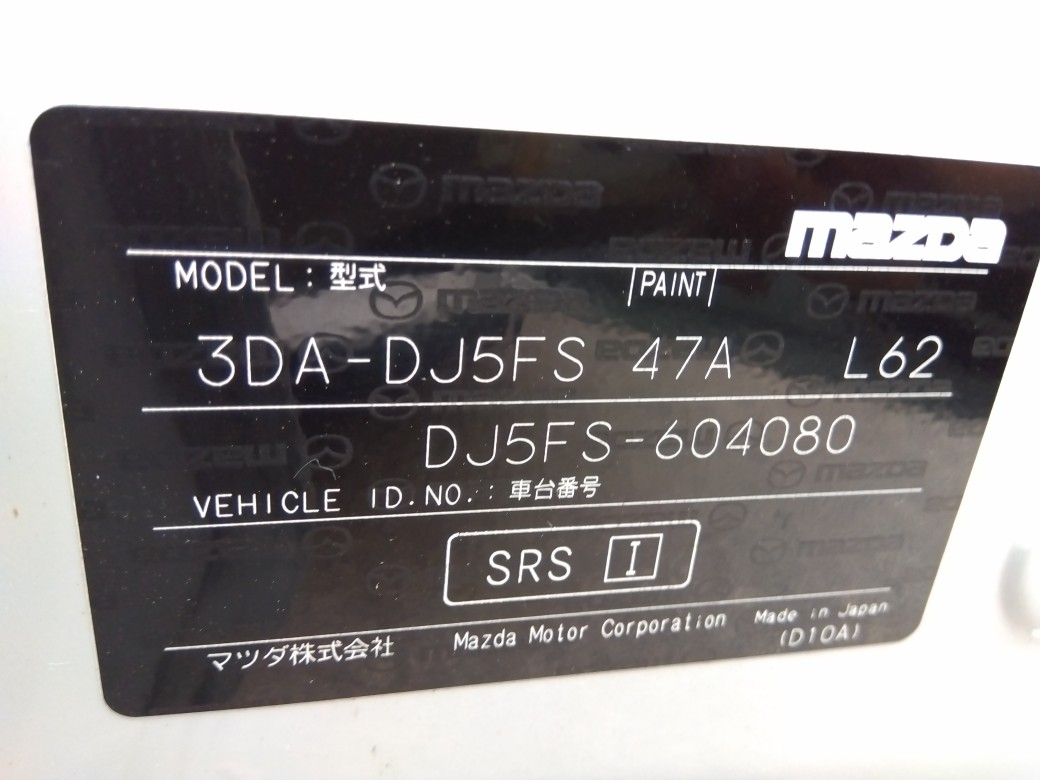 mazda
MODEL : 型式 |PAINT|
3DA-DJ5FS 47A L62
DJ5FS-604080
VEHICLE ID.NO. : 車台番号
SRS I
マツダ株式会社 Mazda Motor Corporation Made in Japan
(D10A)